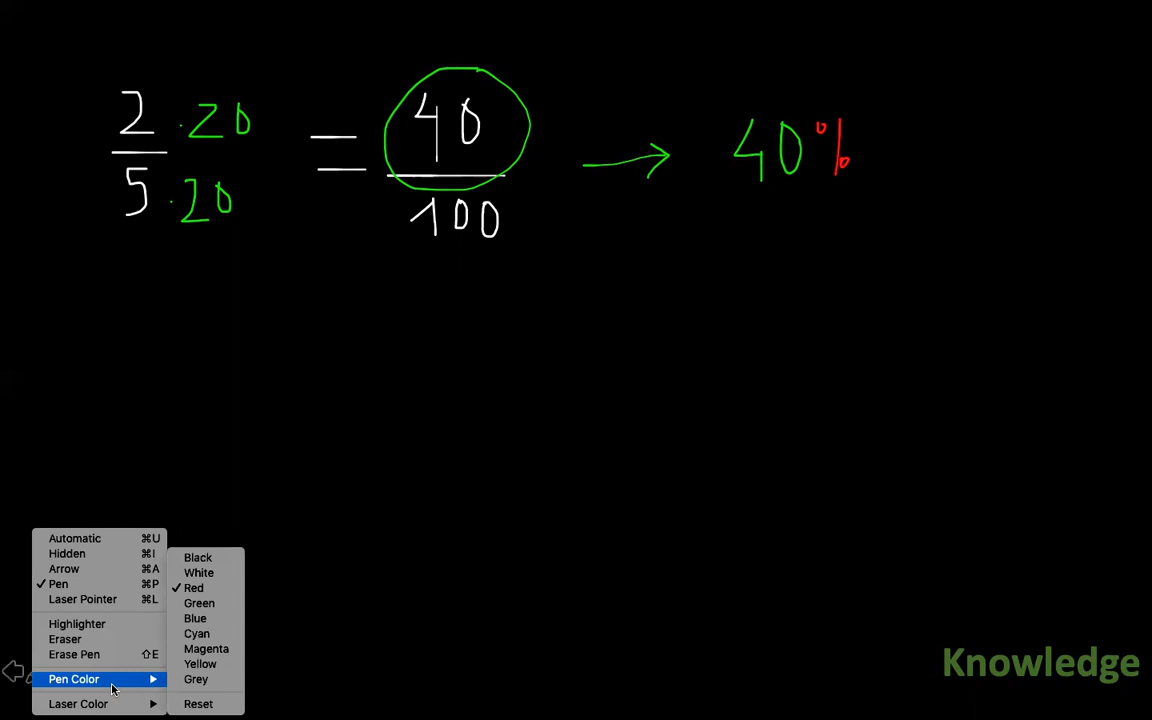 2 · 20 = 40 → 40%
5 · 20 100
Automatic ⌘U
Hidden ⌘I
Arrow ⌘A
✓ Pen ⌘P
Laser Pointer ⌘L
Highlighter
Eraser
Erase Pen ⇧E
Pen Color ▶
Laser Color ▶
Black
White
✓ Red
Green
Blue
Cyan
Magenta
Yellow
Grey
Reset
Knowledge